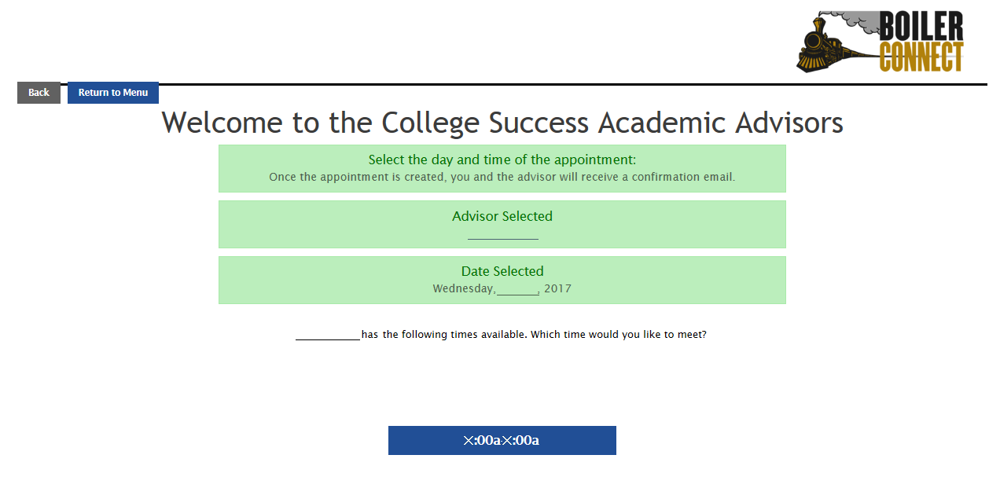 BOILER
CONNECT
Back
Return to Menu
Welcome to the College Success Academic Advisors
Select the day and time of the appointment:
Once the appointment is created, you and the advisor will receive a confirmation email.
Advisor Selected
___________
Date Selected
Wednesday,_______, 2017
___________has the following times available. Which time would you like to meet?
X:00a-X:00a